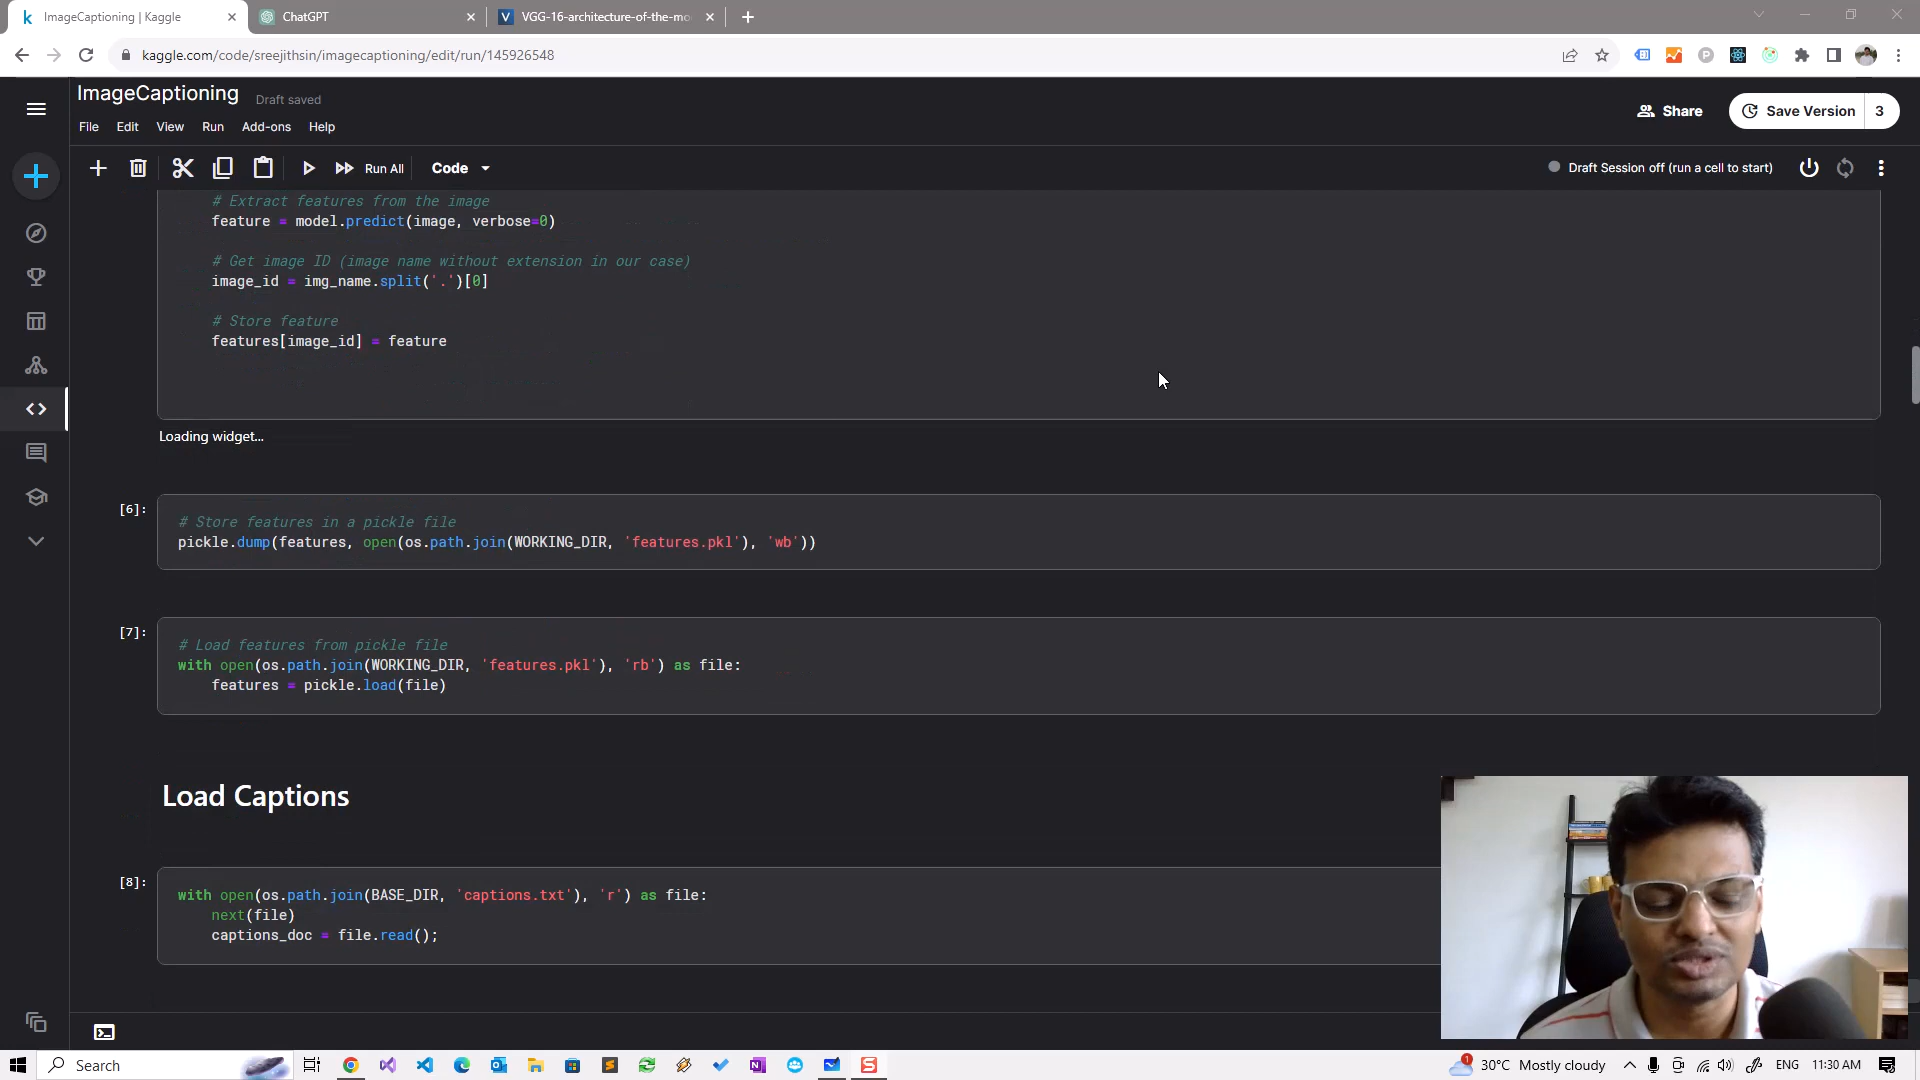 ImageCaptioning | Kaggle
ChatGPT
VGG-16-architecture-of-the-mo
kaggle.com/code/sreejithsin/imagecaptioning/edit/run/145926548
ImageCaptioning
Draft saved
File Edit View Run Add-ons Help
Share
Save Version
3
Run All
Code
Draft Session off (run a cell to start)
# Extract features from the image
feature = model.predict(image, verbose=0)
# Get image ID (image name without extension in our case)
image_id = img_name.split('.')[0]
# Store feature
features[image_id] = feature
Loading widget...
[6]:
# Store features in a pickle file
pickle.dump(features, open(os.path.join(WORKING_DIR, 'features.pkl'), 'wb'))
[7]:
# Load features from pickle file
with open(os.path.join(WORKING_DIR, 'features.pkl'), 'rb') as file:
features = pickle.load(file)
Load Captions
[8]:
with open(os.path.join(BASE_DIR, 'captions.txt'), 'r') as file:
next(file)
captions_doc = file.read();
Search
1
30°C Mostly cloudy
ENG
11:30 AM